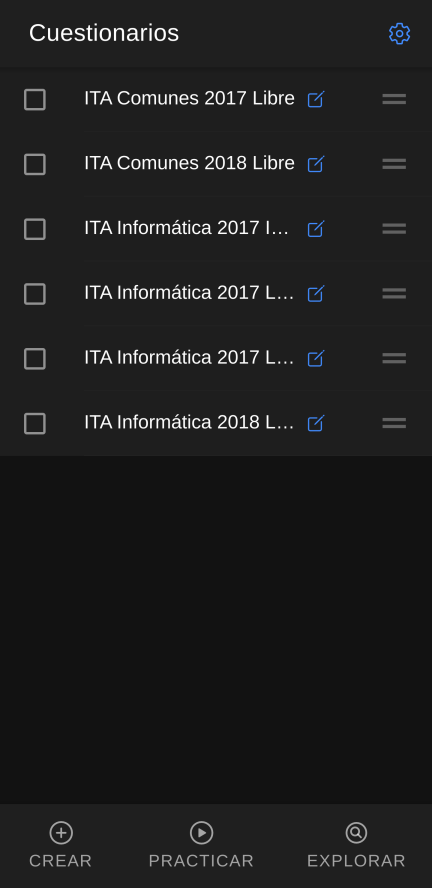 Cuestionarios
ITA Comunes 2017 Libre
ITA Comunes 2018 Libre
ITA Informática 2017 I…
ITA Informática 2017 L…
ITA Informática 2017 L…
ITA Informática 2018 L…
CREAR PRACTICAR EXPLORAR